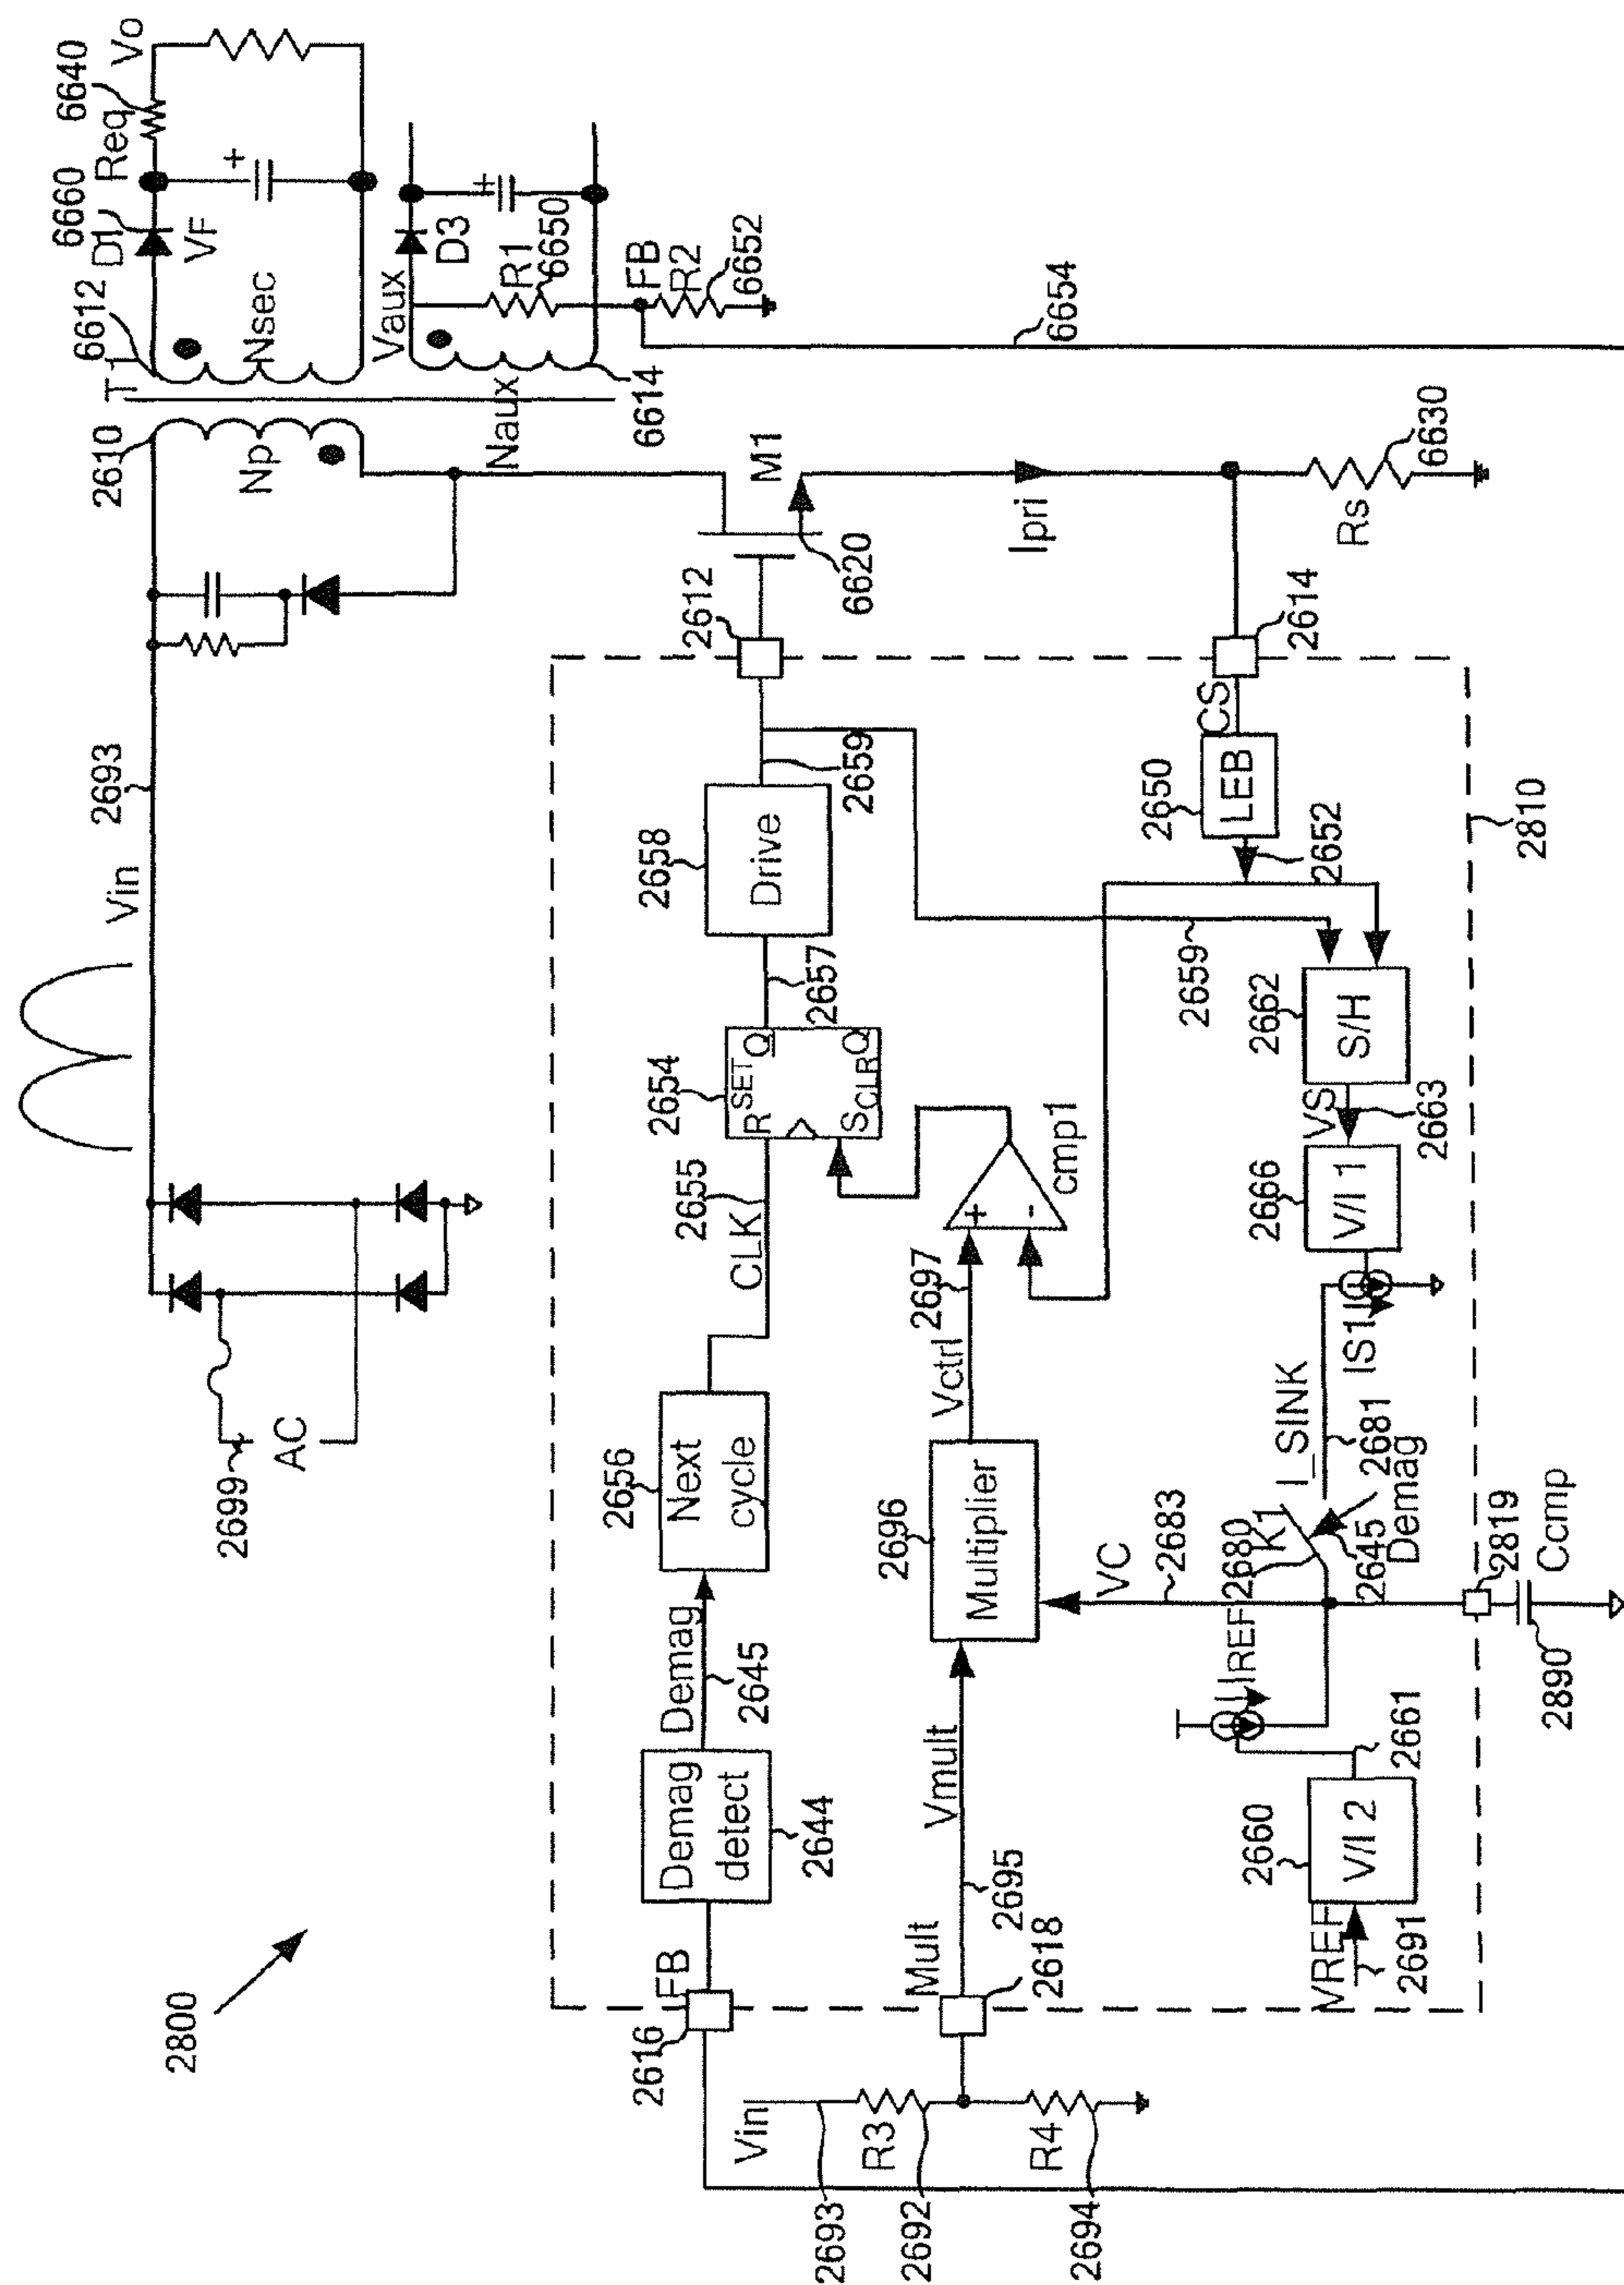 2800
2699
AC
Vin
2693
2610
Np
T1
6612
Nsec
D1
6660
VF
Req
6640
Vo
Vaux
Naux
6614
D3
R1
6650
FB
R2
6652
6654
M1
6620
Ipri
Rs
6630
2616
FB
Demag
detect
2644
Demag
2645
2656
Next
cycle
CLK
2655
2654
R SET Q
S CLR Q
2657
2658
Drive
2659
2612
Vin
2693
R3
2692
R4
2694
Mult
2618
Vmult
2695
2696
Multiplier
Vctrl
2697
+
-
cmp1
2650
LEB
CS
2614
2652
2659
2662
S/H
VS
2663
2666
V/I 1
IS1
I_SINK
2681
K1
2680
2645
Demag
VC
2683
IREF
VREF
2691
2660
V/I 2
2661
2819
Ccmp
2890
2810